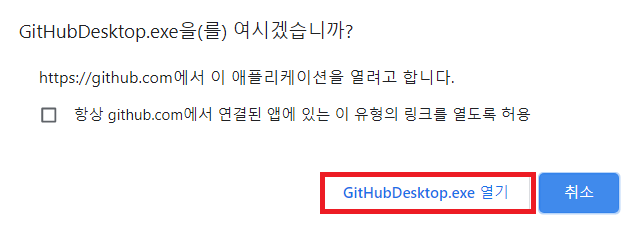 GitHubDesktop.exe을(를) 여시겠습니까?
https://github.com에서 이 애플리케이션을 열려고 합니다.
항상 github.com에서 연결된 앱에 있는 이 유형의 링크를 열도록 허용
GitHubDesktop.exe 열기
취소